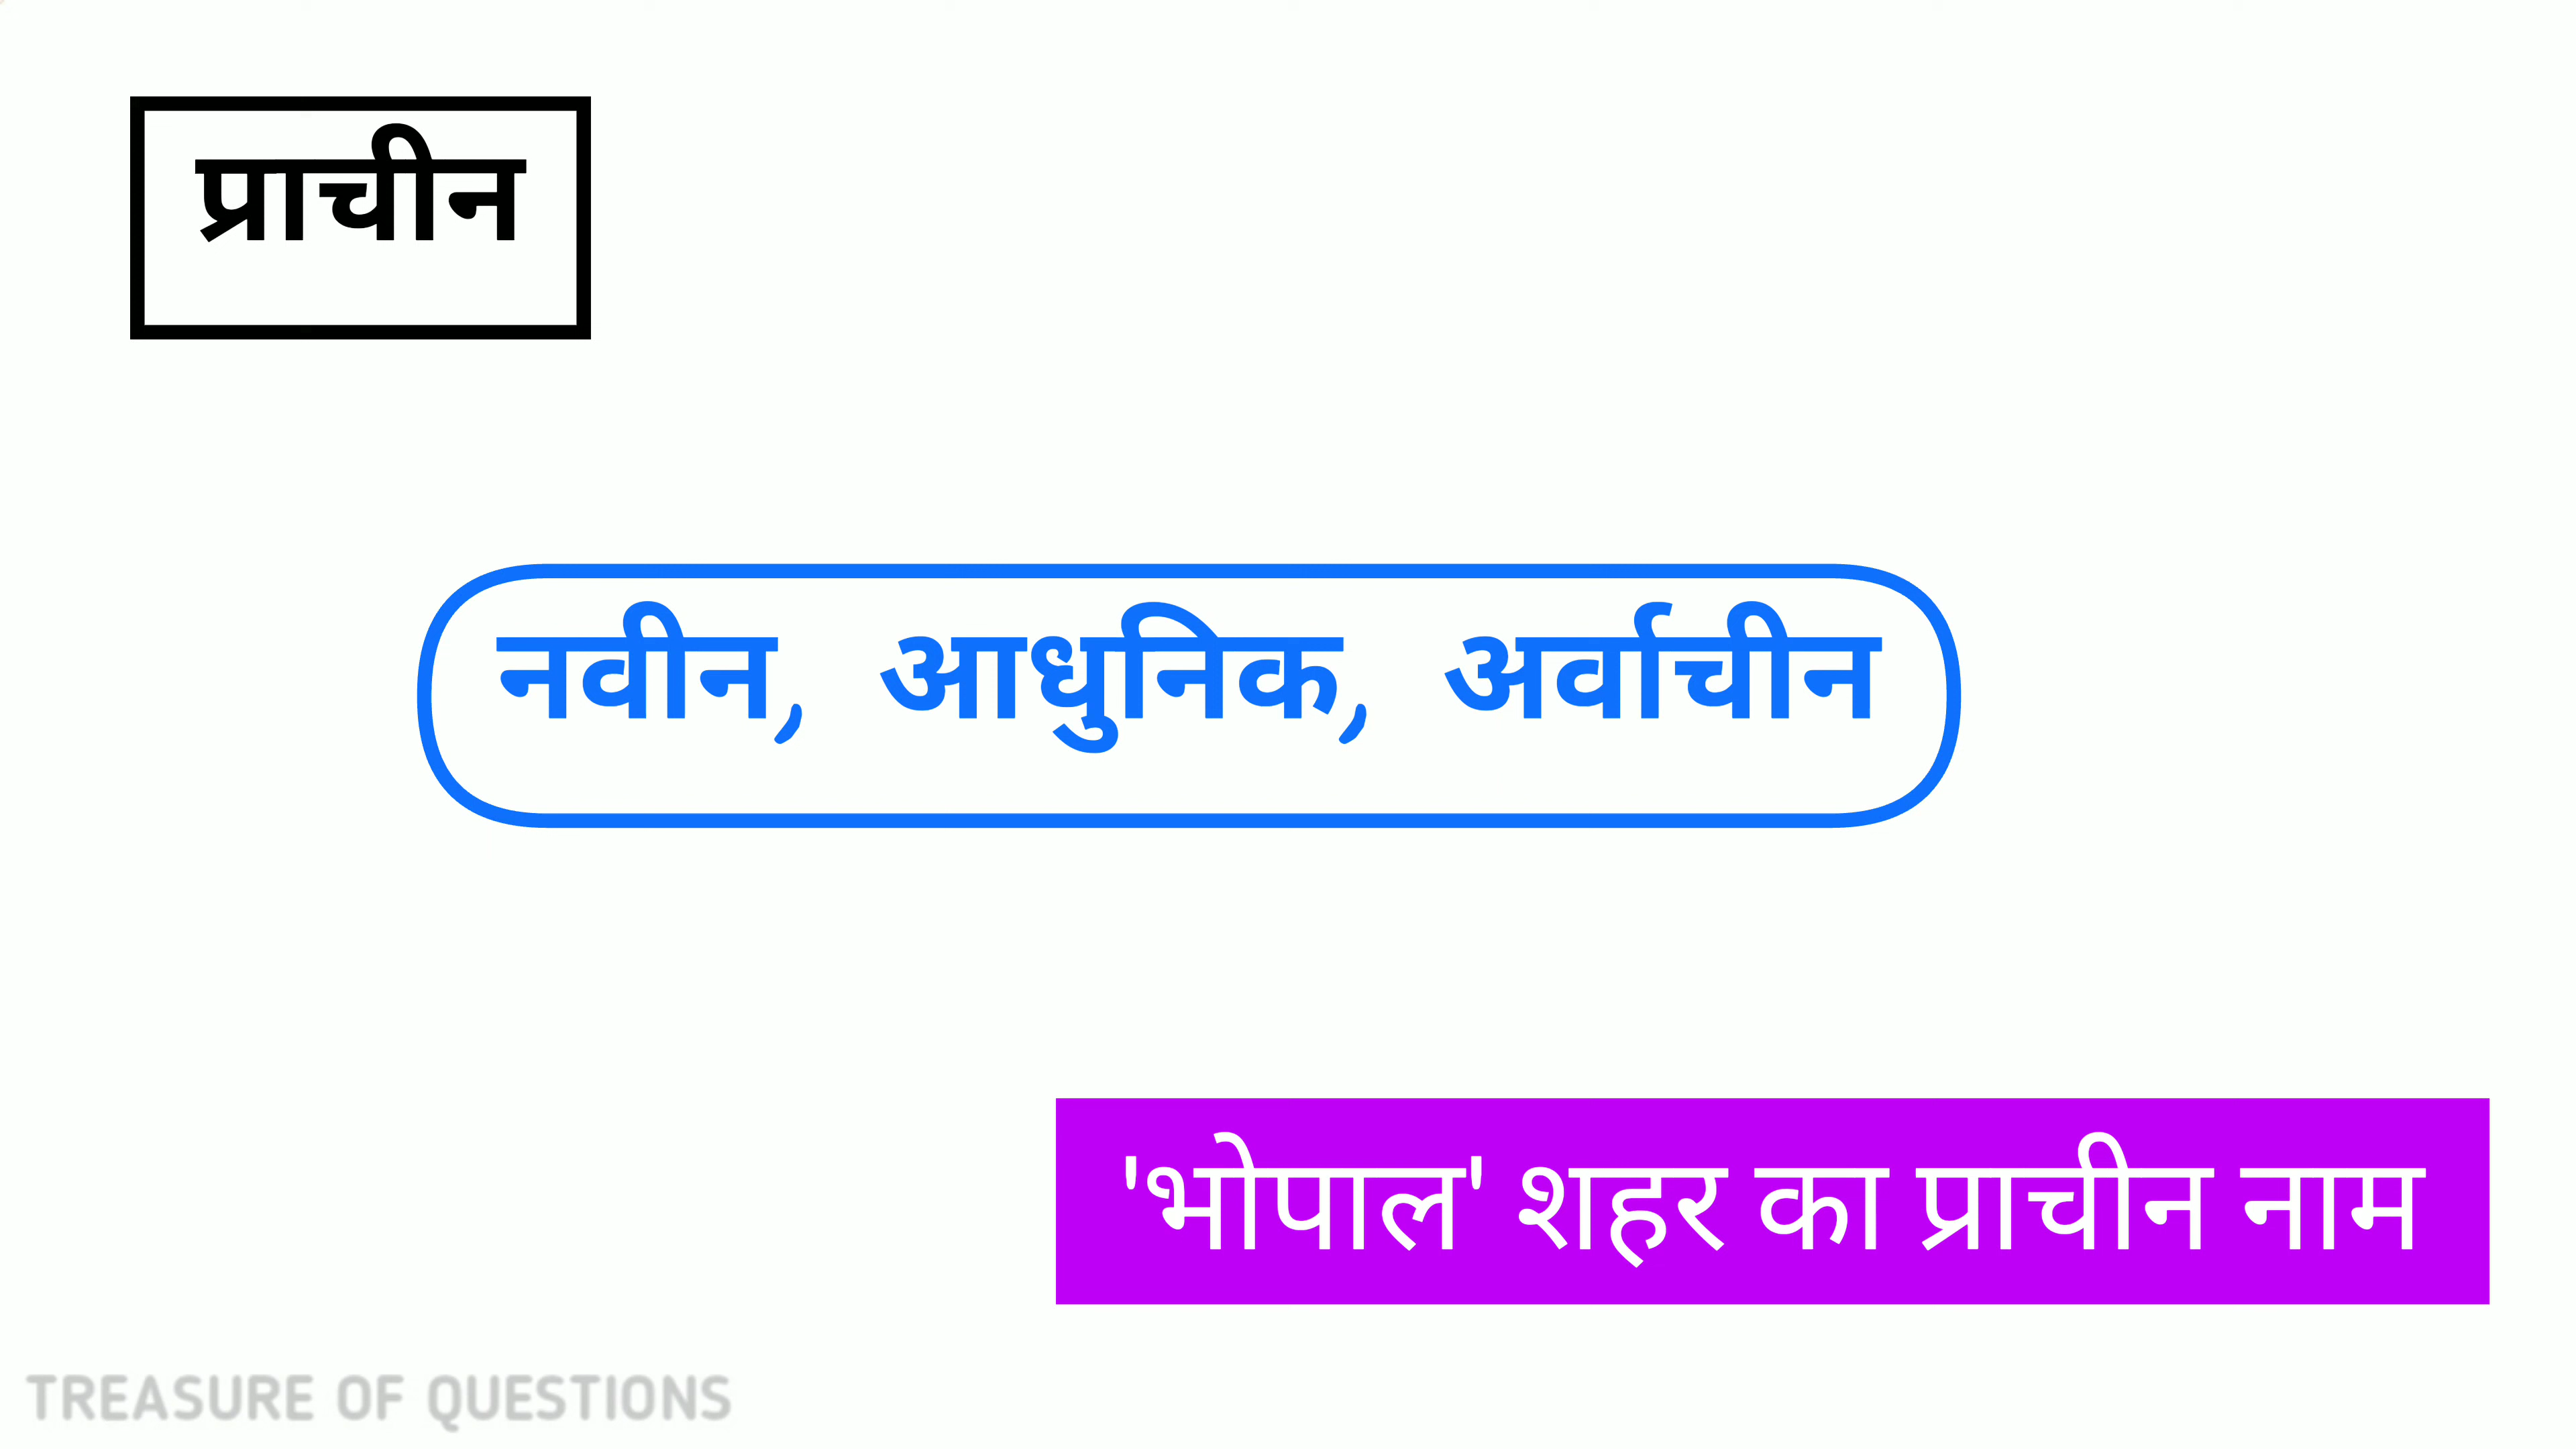 प्राचीन
नवीन, आधुनिक, अर्वाचीन
'भोपाल' शहर का प्राचीन नाम
TREASURE OF QUESTIONS